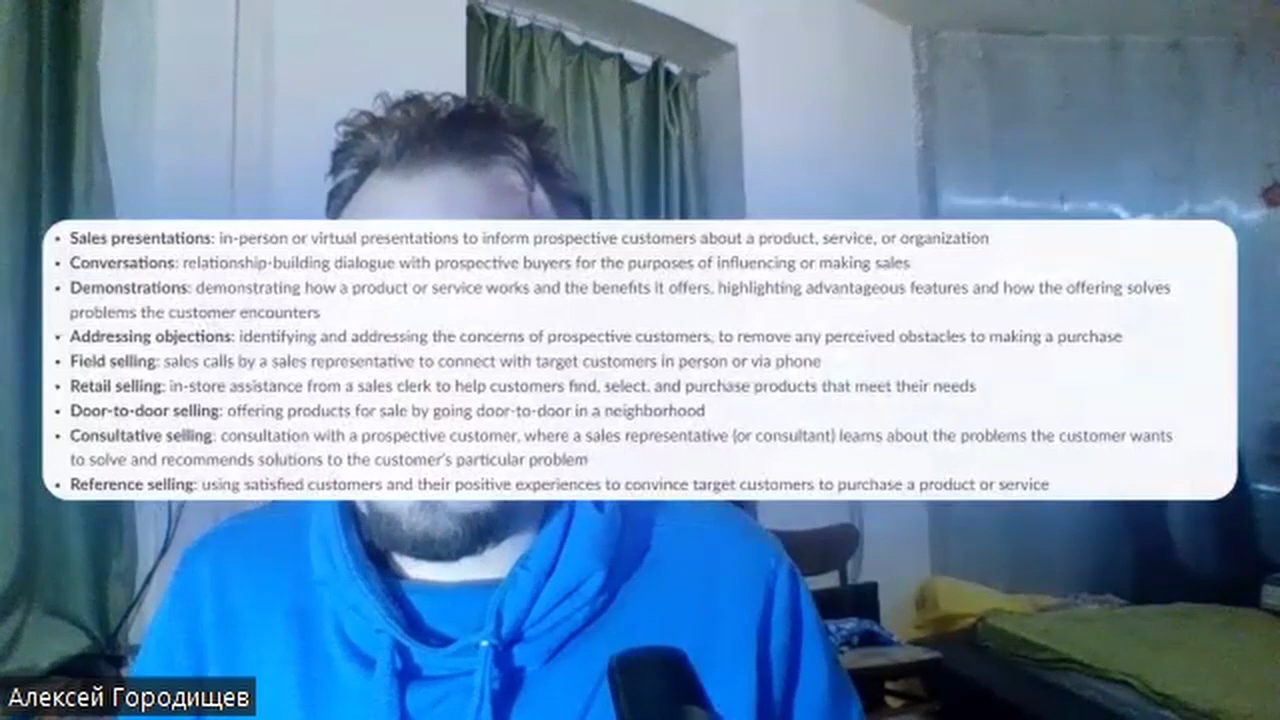 • Sales presentations: in-person or virtual presentations to inform prospective customers about a product, service, or organization
• Conversations: relationship-building dialogue with prospective buyers for the purposes of influencing or making sales
• Demonstrations: demonstrating how a product or service works and the benefits it offers, highlighting advantageous features and how the offering solves
problems the customer encounters
• Addressing objections: identifying and addressing the concerns of prospective customers, to remove any perceived obstacles to making a purchase
• Field selling: sales calls by a sales representative to connect with target customers in person or via phone
• Retail selling: in-store assistance from a sales clerk to help customers find, select, and purchase products that meet their needs
• Door-to-door selling: offering products for sale by going door-to-door in a neighborhood
• Consultative selling: consultation with a prospective customer, where a sales representative (or consultant) learns about the problems the customer wants
to solve and recommends solutions to the customer's particular problem
• Reference selling: using satisfied customers and their positive experiences to convince target customers to purchase a product or service
Алексей Городищев